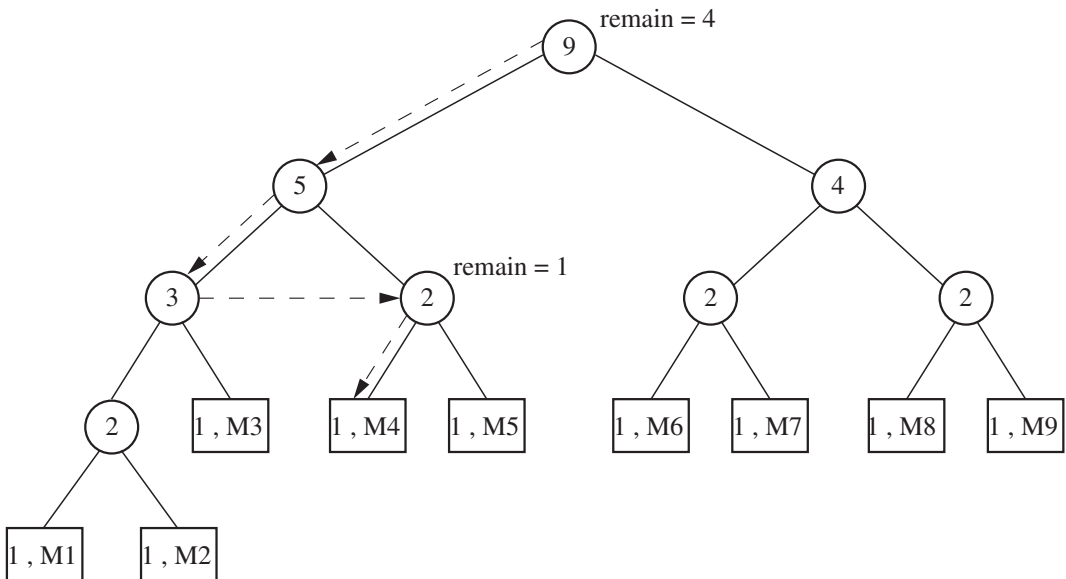 remain = 4
9
5
4
remain = 1
3
2
2
2
2
1 , M3
1 , M4
1 , M5
1 , M6
1 , M7
1 , M8
1 , M9
1 , M1
1 , M2